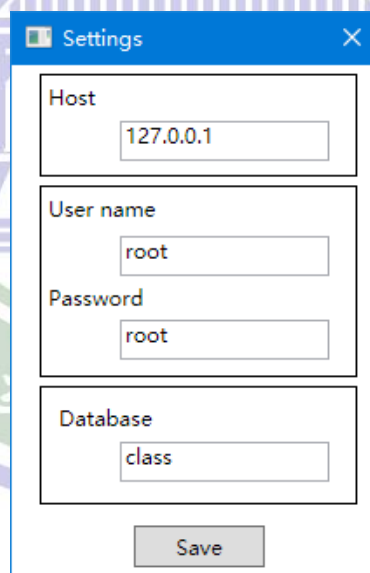 Settings
Host
127.0.0.1
User name
root
Password
root
Database
class
Save